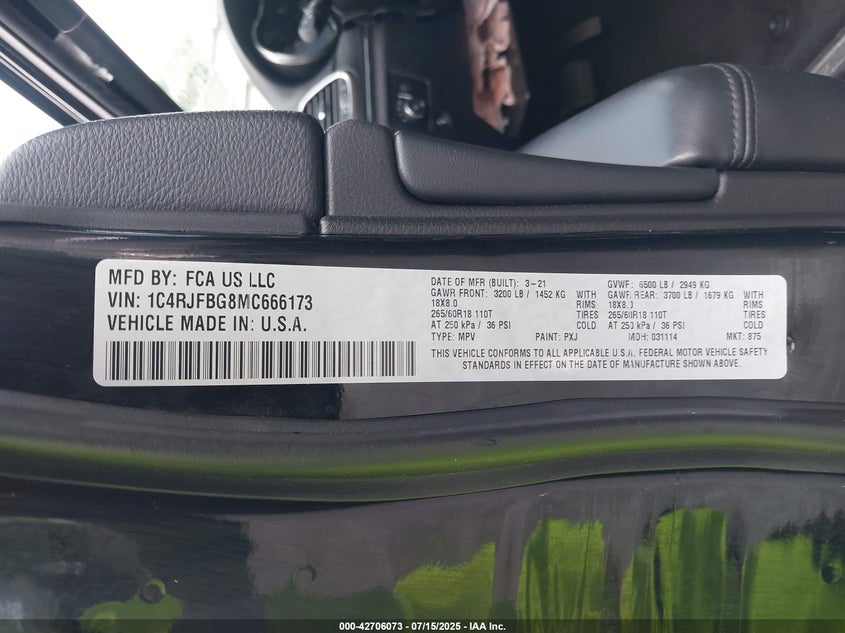 MFD BY: FCA US LLC
VIN: 1C4RJFBG8MC666173
VEHICLE MADE IN: U.S.A.
DATE OF MFR (BUILT): 3-21
GAWR FRONT: 3200 LB / 1452 KG WITH
18X8.0 RIMS
265/60R18 110T TIRES
AT 250 kPa / 36 PSI COLD
TYPE: MPV PAINT: PXJ
GVWR: 6500 LB / 2949 KG
GAWR REAR: 3700 LB / 1679 KG WITH
18X8.0 RIMS
265/60R18 110T TIRES
AT 250 kPa / 36 PSI COLD
MDH: 031114 MKT: 875
THIS VEHICLE CONFORMS TO ALL APPLICABLE U.S.A. FEDERAL MOTOR VEHICLE SAFETY
STANDARDS IN EFFECT ON THE DATE OF MANUFACTURE SHOWN ABOVE.
000-42706073 - 07/15/2025 - IAA Inc.